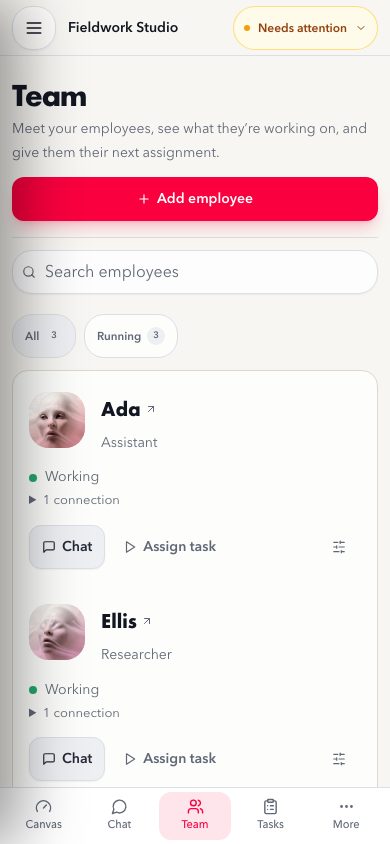 Fieldwork Studio
Needs attention
Team
Meet your employees, see what they’re working on, and
give them their next assignment.
Add employee
Search employees
All 3
Running 3
Ada
Assistant
Working
1 connection
Chat
Assign task
Ellis
Researcher
Working
1 connection
Chat
Assign task
Canvas
Chat
Team
Tasks
More